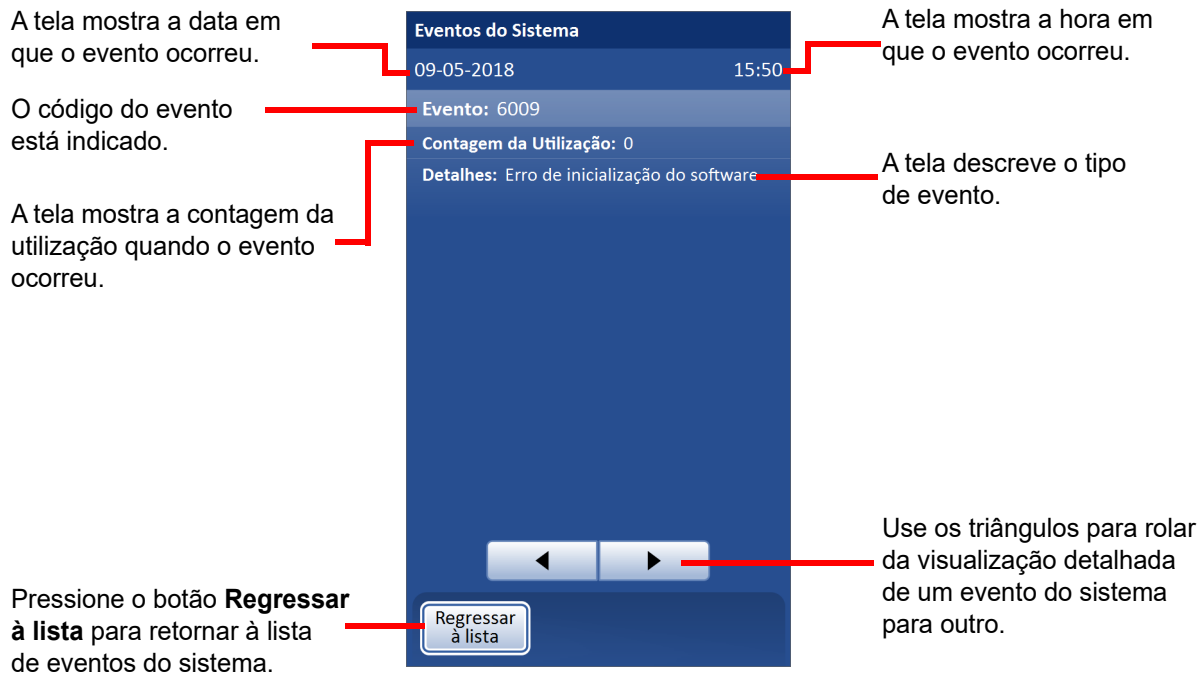 A tela mostra a data em
que o evento ocorreu.
O código do evento
está indicado.
A tela mostra a contagem da
utilização quando o evento
ocorreu.
Pressione o botão Regressar
à lista para retornar à lista
de eventos do sistema.
Eventos do Sistema
09-05-2018 15:50
Evento: 6009
Contagem da Utilização: 0
Detalhes: Erro de inicialização do software
Regressar
à lista
A tela mostra a hora em
que o evento ocorreu.
A tela descreve o tipo
de evento.
Use os triângulos para rolar
da visualização detalhada
de um evento do sistema
para outro.